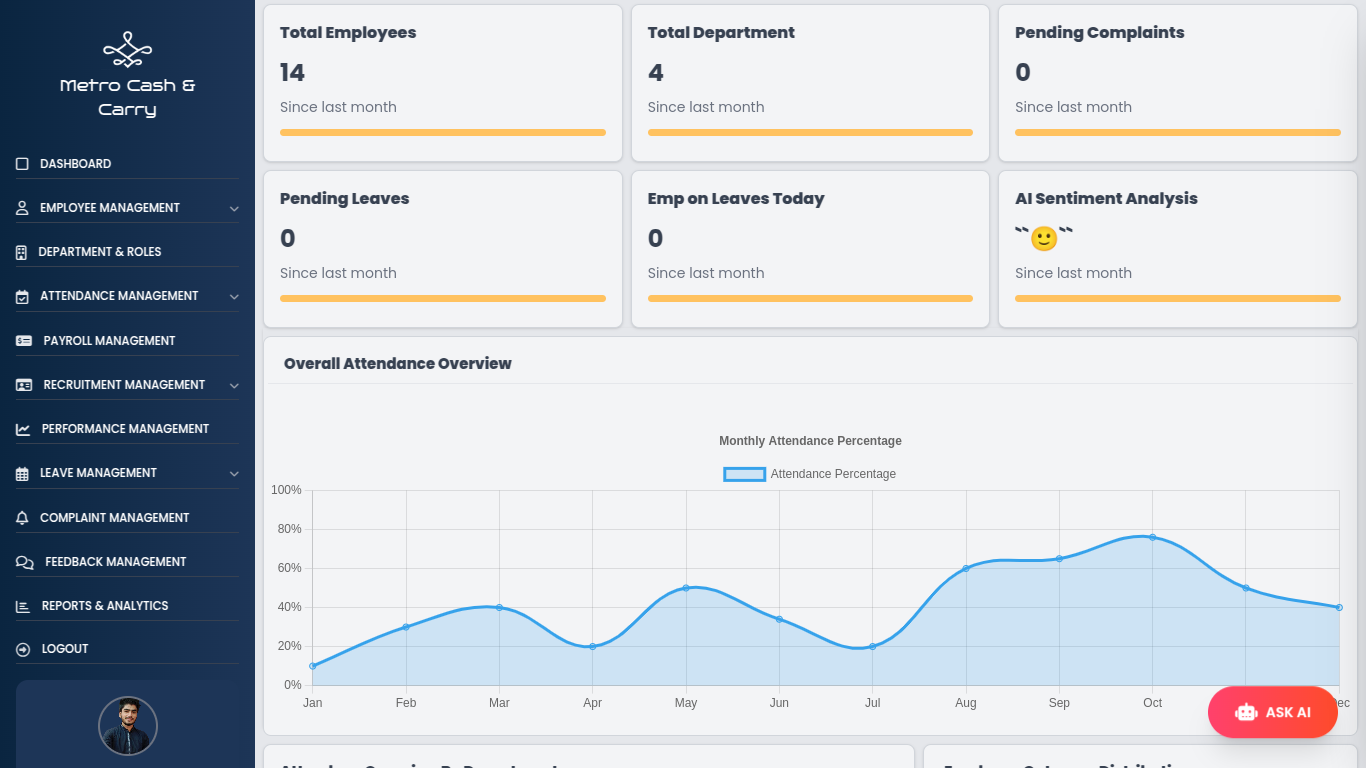 Metro Cash &
Carry
DASHBOARD
EMPLOYEE MANAGEMENT
DEPARTMENT & ROLES
ATTENDANCE MANAGEMENT
PAYROLL MANAGEMENT
RECRUITMENT MANAGEMENT
PERFORMANCE MANAGEMENT
LEAVE MANAGEMENT
COMPLAINT MANAGEMENT
FEEDBACK MANAGEMENT
REPORTS & ANALYTICS
LOGOUT
Total Employees
14
Since last month
Total Department
4
Since last month
Pending Complaints
0
Since last month
Pending Leaves
0
Since last month
Emp on Leaves Today
0
Since last month
AI Sentiment Analysis
``🙂``
Since last month
Overall Attendance Overview
Monthly Attendance Percentage
Attendance Percentage
100%
80%
60%
40%
20%
0%
Jan Feb Mar Apr May Jun Jul Aug Sep Oct
ASK AI